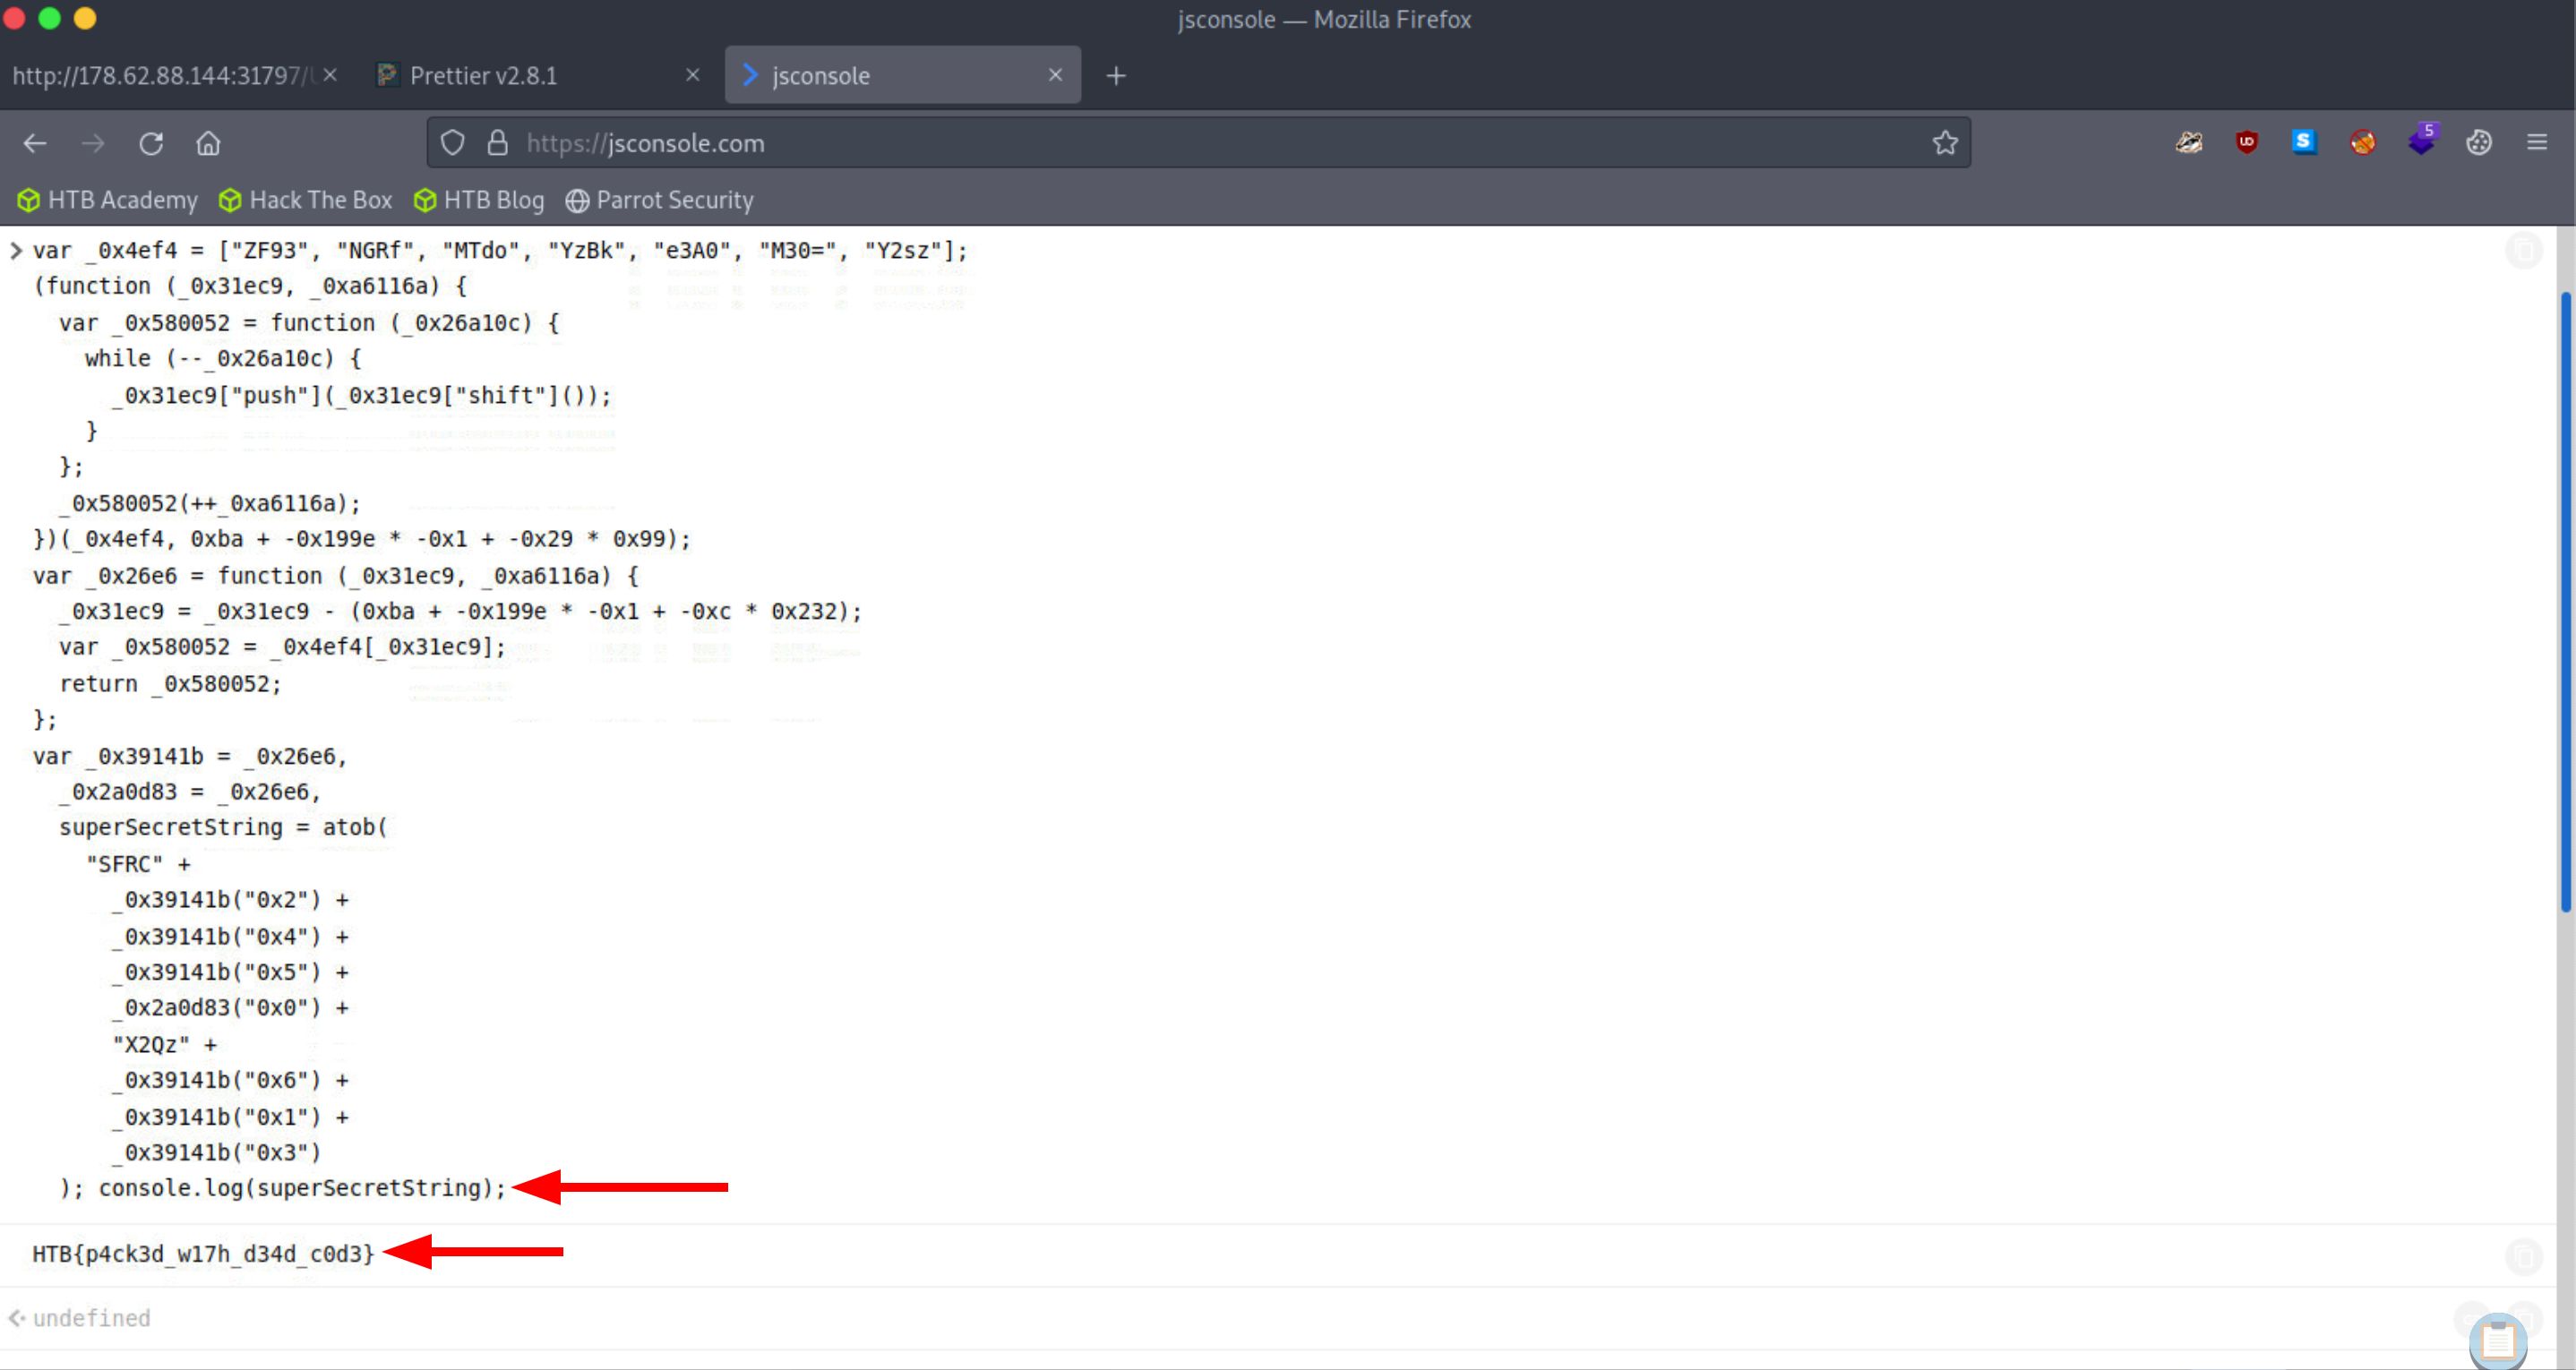 jsconsole — Mozilla Firefox
http://178.62.88.144:31797/
Prettier v2.8.1
jsconsole
https://jsconsole.com
5
HTB Academy
Hack The Box
HTB Blog
Parrot Security
var _0x4ef4 = ["ZF93", "NGRf", "MTdo", "YzBk", "e3A0", "M30=", "Y2sz"];
(function (_0x31ec9, _0xa6116a) {
  var _0x580052 = function (_0x26a10c) {
    while (--_0x26a10c) {
      _0x31ec9["push"](_0x31ec9["shift"]());
    }
  };
  _0x580052(++_0xa6116a);
})(_0x4ef4, 0xba + -0x199e * -0x1 + -0x29 * 0x99);
var _0x26e6 = function (_0x31ec9, _0xa6116a) {
  _0x31ec9 = _0x31ec9 - (0xba + -0x199e * -0x1 + -0xc * 0x232);
  var _0x580052 = _0x4ef4[_0x31ec9];
  return _0x580052;
};
var _0x39141b = _0x26e6,
  _0x2a0d83 = _0x26e6,
  superSecretString = atob(
    "SFRC" +
      _0x39141b("0x2") +
      _0x39141b("0x4") +
      _0x39141b("0x5") +
      _0x2a0d83("0x0") +
      "X2Qz" +
      _0x39141b("0x6") +
      _0x39141b("0x1") +
      _0x39141b("0x3")
  ); console.log(superSecretString);
HTB{p4ck3d_w17h_d34d_c0d3}
undefined